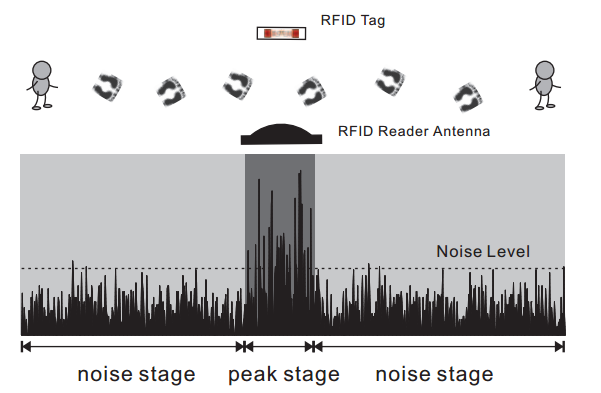 RFID Tag
RFID Reader Antenna
Noise Level
noise stage peak stage noise stage